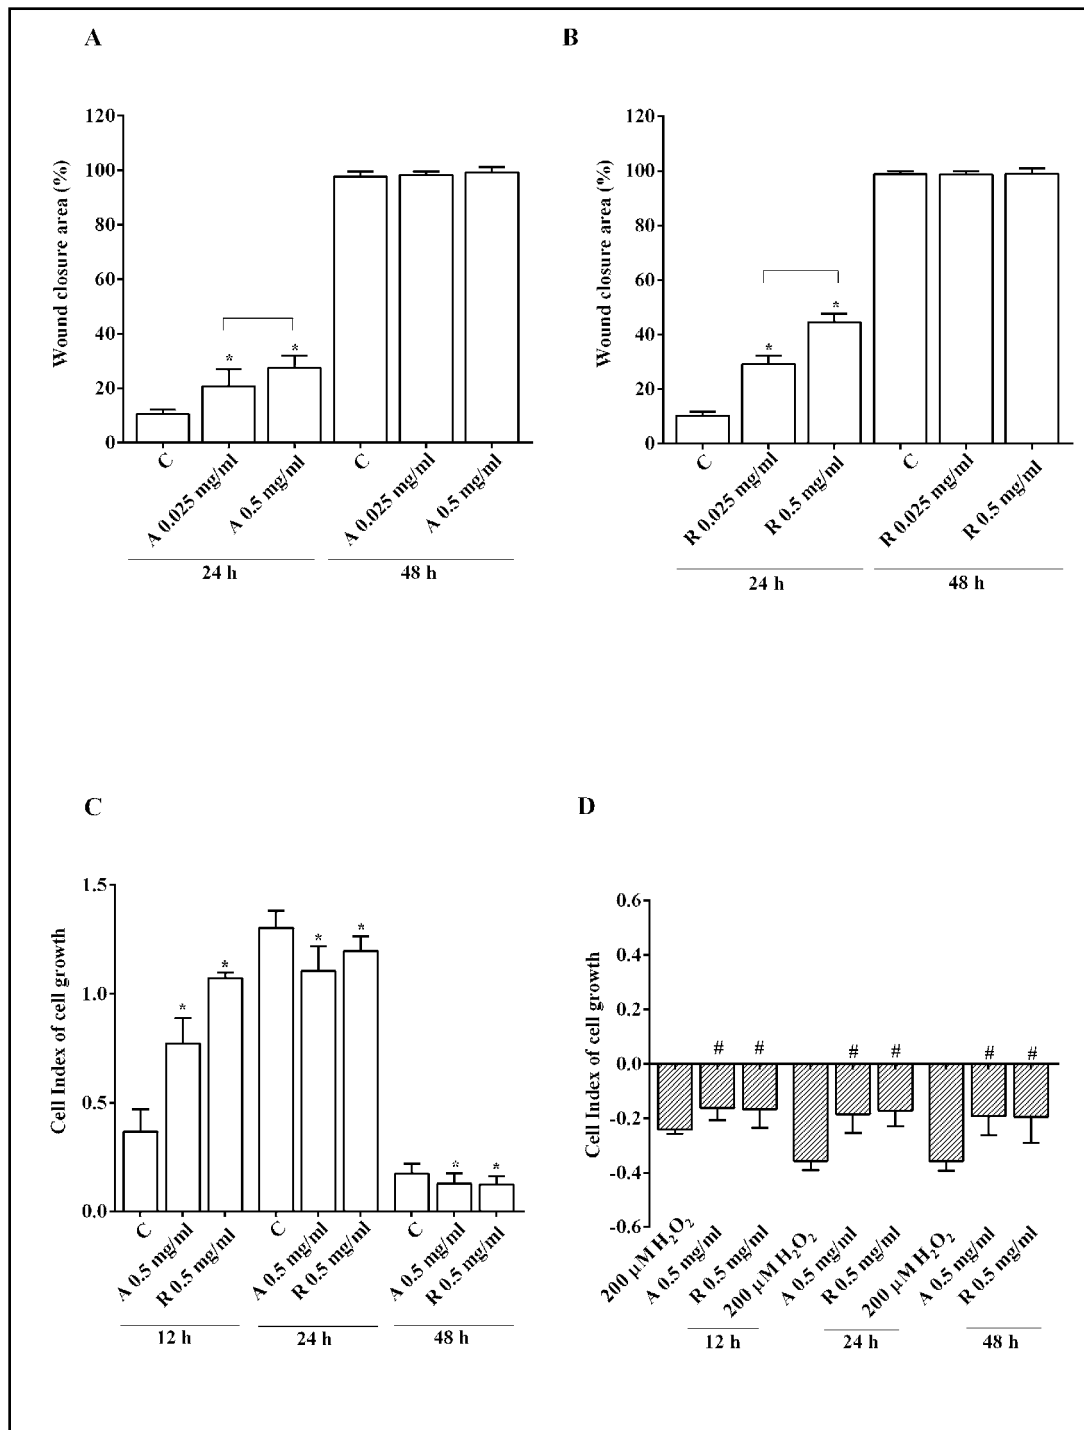 A
Wound closure area (%)
120
100
80
60
40
20
0
* *
C
A 0.025 mg/ml
A 0.5 mg/ml
C
A 0.025 mg/ml
A 0.5 mg/ml
24 h
48 h
B
Wound closure area (%)
120
100
80
60
40
20
0
* *
C
R 0.025 mg/ml
R 0.5 mg/ml
C
R 0.025 mg/ml
R 0.5 mg/ml
24 h
48 h
C
Cell Index of cell growth
1.5
1.0
0.5
0.0
* * * * * *
C
A 0.5 mg/ml
R 0.5 mg/ml
C
A 0.5 mg/ml
R 0.5 mg/ml
C
A 0.5 mg/ml
R 0.5 mg/ml
12 h
24 h
48 h
D
Cell Index of cell growth
0.6
0.4
0.2
0.0
-0.2
-0.4
-0.6
# # # # # #
200 µM H₂O₂
A 0.5 mg/ml
R 0.5 mg/ml
200 µM H₂O₂
A 0.5 mg/ml
R 0.5 mg/ml
200 µM H₂O₂
A 0.5 mg/ml
R 0.5 mg/ml
12 h
24 h
48 h